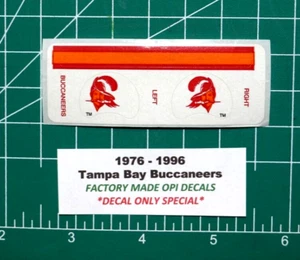 BUCCANEERS
LEFT
RIGHT
TM
TM
1976 - 1996
Tampa Bay Buccaneers
FACTORY MADE OPI DECALS
*DECAL ONLY SPECIAL*
2
3
4
5
6